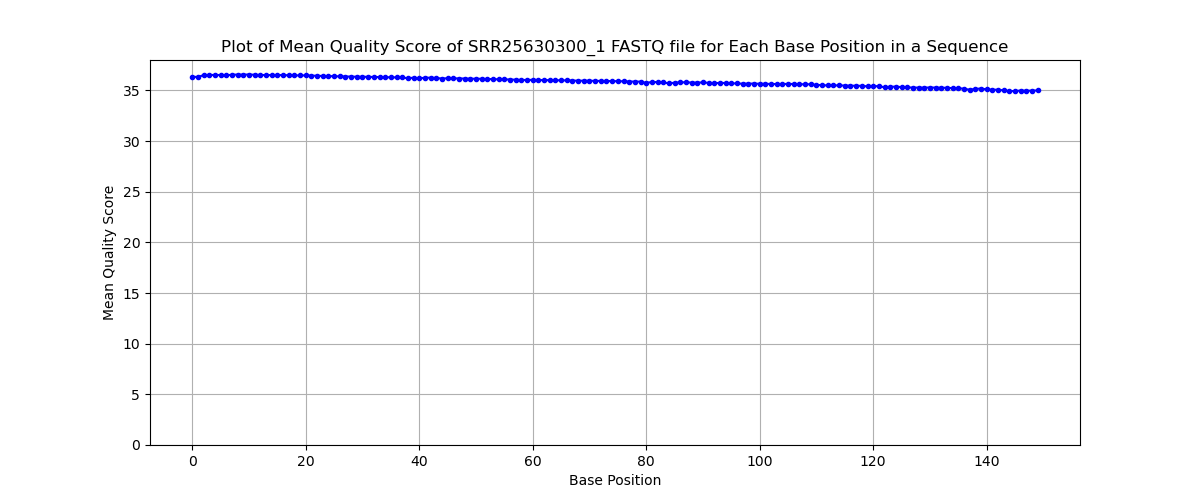 Plot of Mean Quality Score of SRR25630300_1 FASTQ file for Each Base Position in a Sequence
Mean Quality Score
35
30
25
20
15
10
5
0
0 20 40 60 80 100 120 140
Base Position